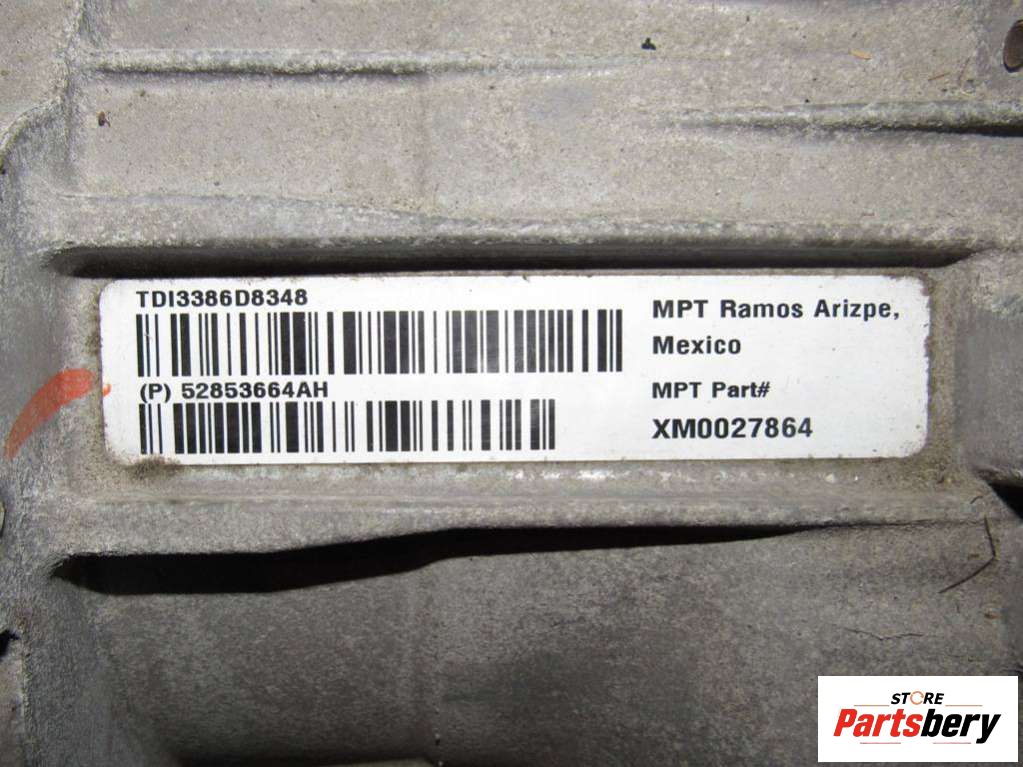 TDI3386D8348
(P) 52853664AH
MPT Ramos Arizpe,
Mexico
MPT Part#
XM0027864
STORE
Partsbery